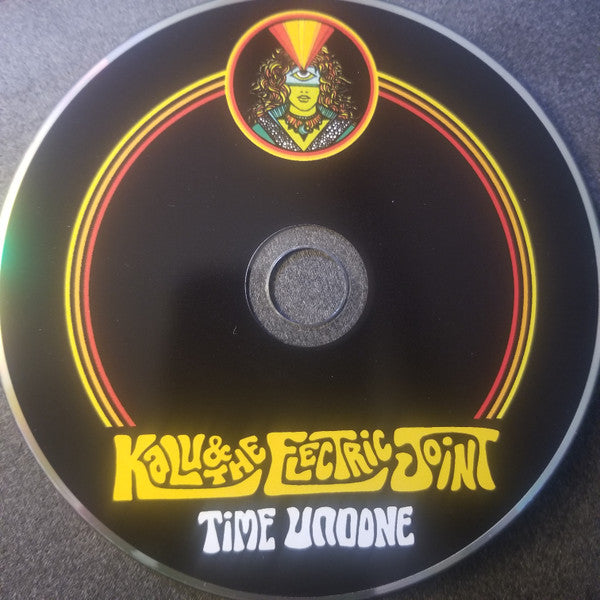 Kalu & the Electric Joint
Time Undone